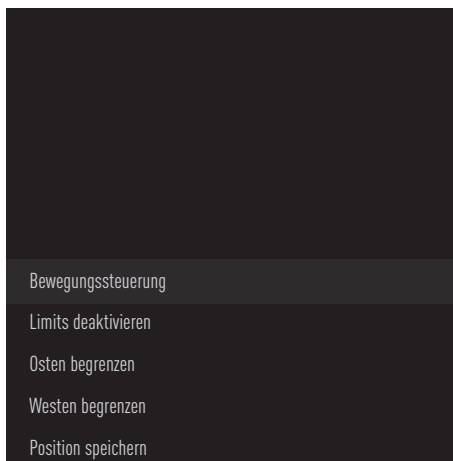 Bewegungssteuerung
Limits deaktivieren
Osten begrenzen
Westen begrenzen
Position speichern